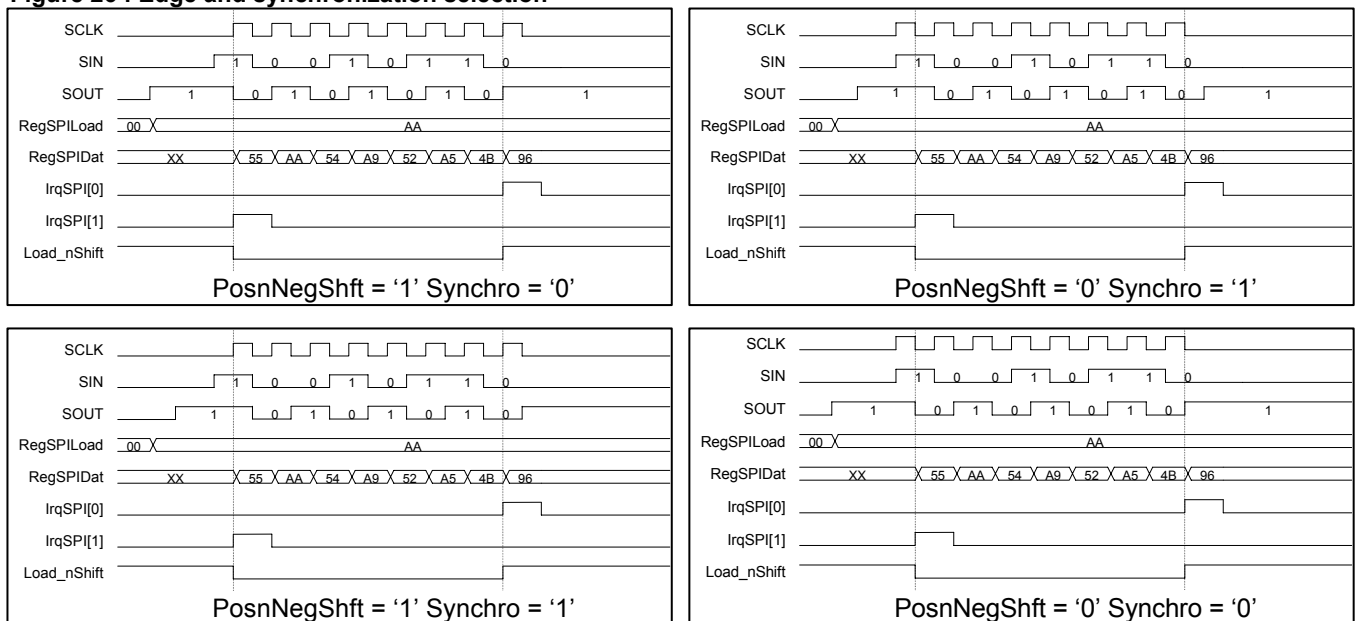 Edge and synchronization selection
SCLK
SIN 1 0 0 1 0 1 1 0
SOUT 1 0 1 0 1 0 1 0 1
RegSPILoad 00 AA
RegSPIDat XX 55 AA 54 A9 52 A5 4B 96
IrqSPI[0]
IrqSPI[1]
Load_nShift
PosnNegShft = ‘1’ Synchro = ‘0’
SCLK
SIN 1 0 0 1 0 1 1 0
SOUT 1 0 1 0 1 0 1 0 1
RegSPILoad 00 AA
RegSPIDat XX 55 AA 54 A9 52 A5 4B 96
IrqSPI[0]
IrqSPI[1]
Load_nShift
PosnNegShft = ‘0’ Synchro = ‘1’
SCLK
SIN 1 0 0 1 0 1 1 0
SOUT 1 0 1 0 1 0 1 0
RegSPILoad 00 AA
RegSPIDat XX 55 AA 54 A9 52 A5 4B 96
IrqSPI[0]
IrqSPI[1]
Load_nShift
PosnNegShft = ‘1’ Synchro = ‘1’
SCLK
SIN 1 0 0 1 0 1 1 0
SOUT 1 0 1 0 1 0 1 0 1
RegSPILoad 00 AA
RegSPIDat XX 55 AA 54 A9 52 A5 4B 96
IrqSPI[0]
IrqSPI[1]
Load_nShift
PosnNegShft = ‘0’ Synchro = ‘0’